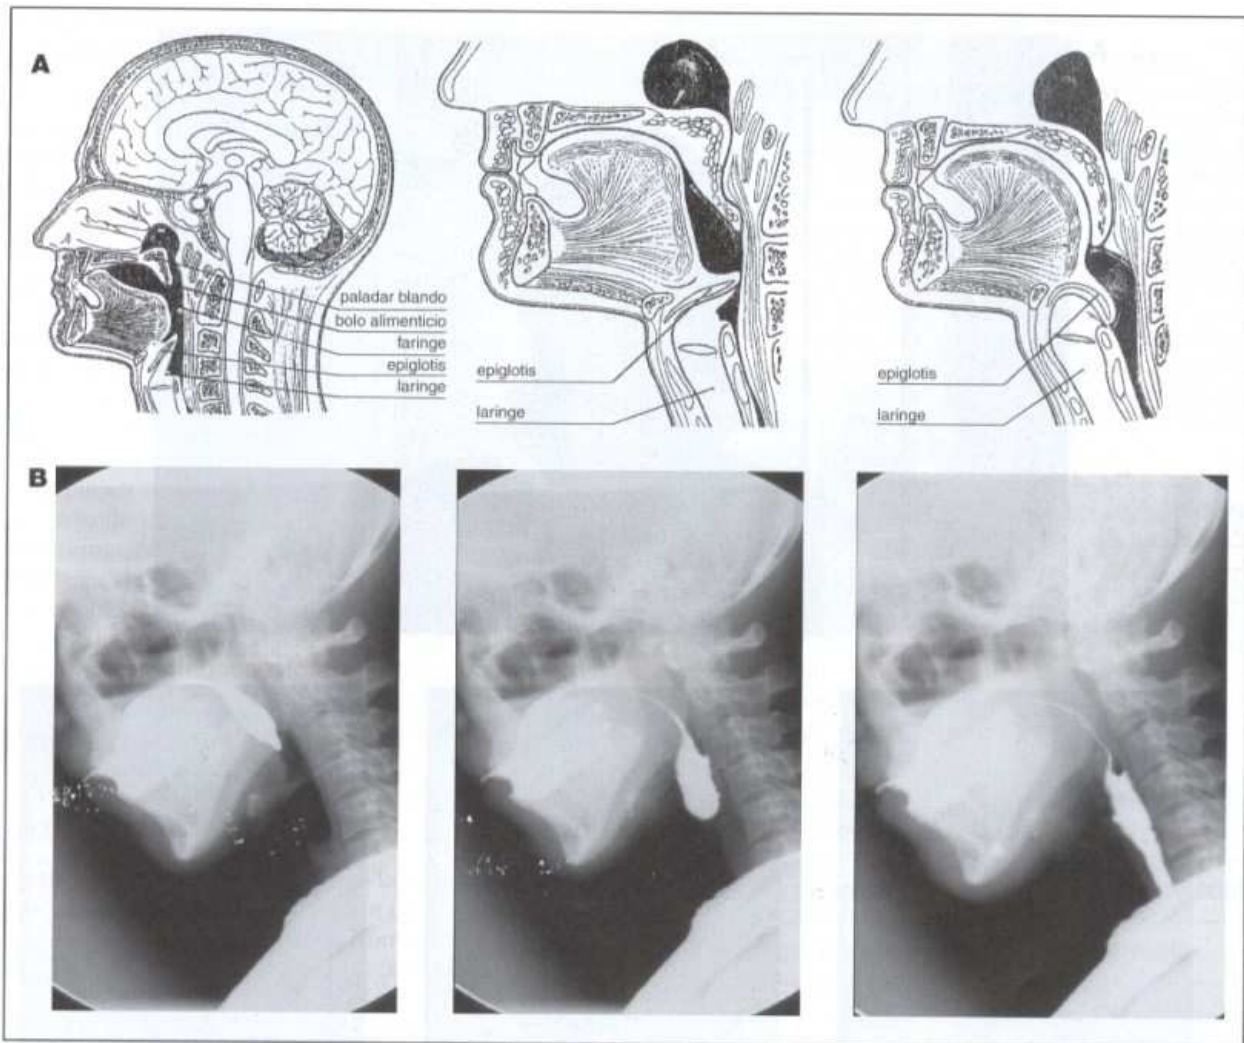 A
paladar blando
bolo alimenticio
faringe
epiglotis
laringe
epiglotis
laringe
epiglotis
laringe
B